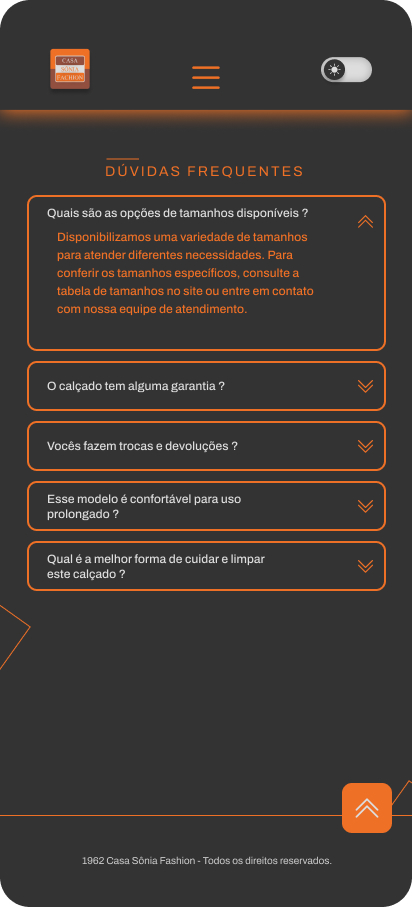 CASA
SÔNIA
FACHION
DÚVIDAS FREQUENTES
Quais são as opções de tamanhos disponíveis ?
Disponibilizamos uma variedade de tamanhos
para atender diferentes necessidades. Para
conferir os tamanhos específicos, consulte a
tabela de tamanhos no site ou entre em contato
com nossa equipe de atendimento.
O calçado tem alguma garantia ?
Vocês fazem trocas e devoluções ?
Esse modelo é confortável para uso
prolongado ?
Qual é a melhor forma de cuidar e limpar
este calçado ?
1962 Casa Sônia Fashion - Todos os direitos reservados.